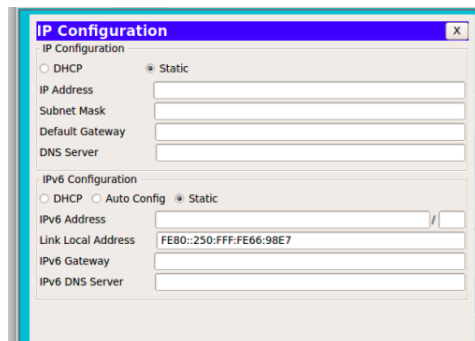 IP Configuration X
IP Configuration
DHCP Static
IP Address
Subnet Mask
Default Gateway
DNS Server
IPv6 Configuration
DHCP Auto Config Static
IPv6 Address /
Link Local Address FE80::250:FFF:FE66:98E7
IPv6 Gateway
IPv6 DNS Server